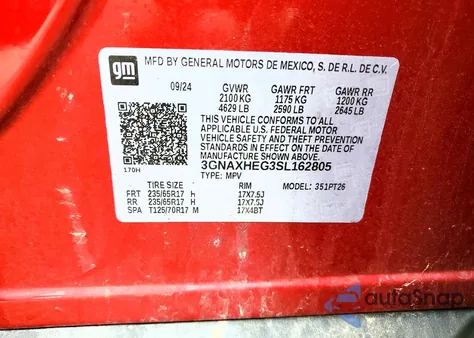 gm
MFD BY GENERAL MOTORS DE MEXICO, S. DE R.L. DE C.V.
09/24 GVWR GAWR FRT GAWR RR
2100 KG 1175 KG 1200 KG
4629 LB 2590 LB 2645 LB
THIS VEHICLE CONFORMS TO ALL
APPLICABLE U.S. FEDERAL MOTOR
VEHICLE SAFETY AND THEFT PREVENTION
STANDARDS IN EFFECT ON THE DATE OF
MANUFACTURE SHOWN ABOVE.
3GNAXHEG3SL162805
170H TYPE: MPV
TIRE SIZE RIM MODEL: 351PT26
FRT 235/65R17 H 17X7.5J
RR 235/65R17 H 17X7.5J
SPA T125/70R17 M 17X4BT
autoSnap